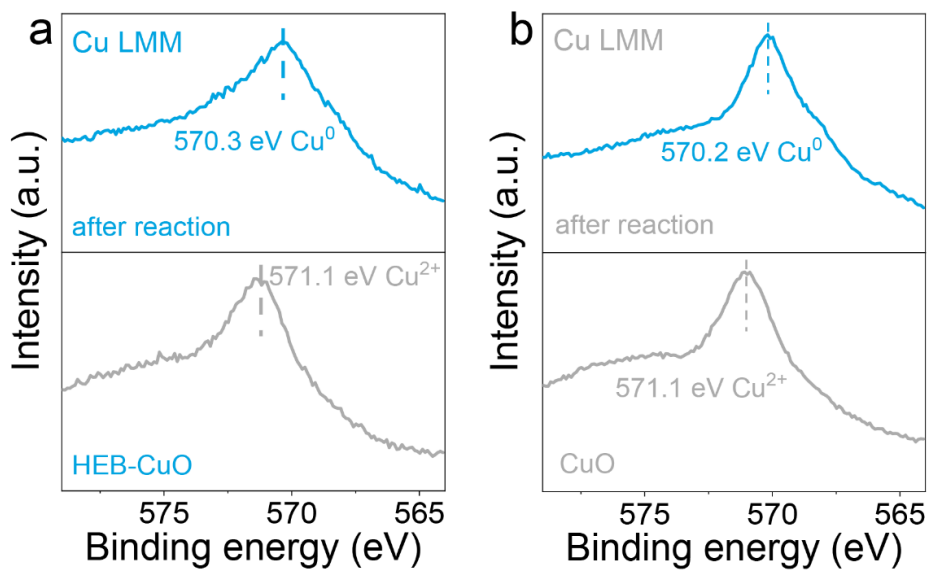 a
Cu LMM
570.3 eV Cu⁰
after reaction
571.1 eV Cu²⁺
HEB-CuO
575 570 565
Binding energy (eV)
Intensity (a.u.)
Intensity (a.u.)
b
Cu LMM
570.2 eV Cu⁰
after reaction
571.1 eV Cu²⁺
CuO
575 570 565
Binding energy (eV)
Intensity (a.u.)
Intensity (a.u.)